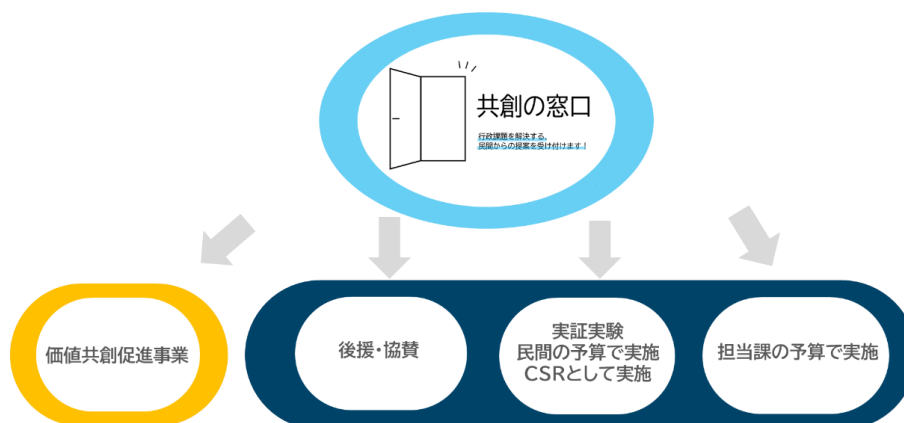 共創の窓口
行政課題を解決する、
民間からの提案を受け付けます！
価値共創促進事業
後援・協賛
実証実験
民間の予算で実施
CSRとして実施
担当課の予算で実施